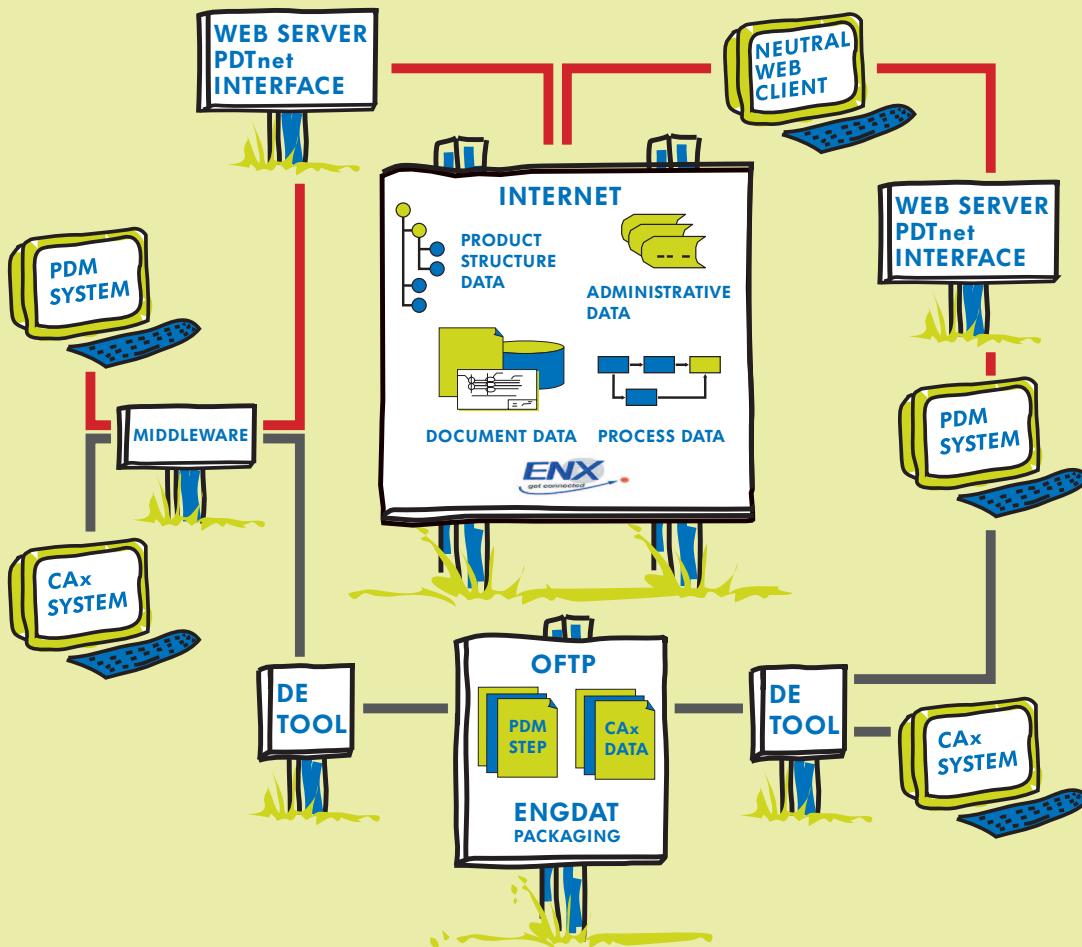 WEB SERVER
PDTnet
INTERFACE
NEUTRAL
WEB
CLIENT
INTERNET
PRODUCT
STRUCTURE
DATA
ADMINISTRATIVE
DATA
WEB SERVER
PDTnet
INTERFACE
PDM
SYSTEM
DOCUMENT DATA
PROCESS DATA
MIDDLEWARE
PDM
SYSTEM
ENX
get connected
CAx
SYSTEM
OFTP
PDM
STEP
CAx
DATA
ENGDAT
PACKAGING
DE
TOOL
DE
TOOL
CAx
SYSTEM